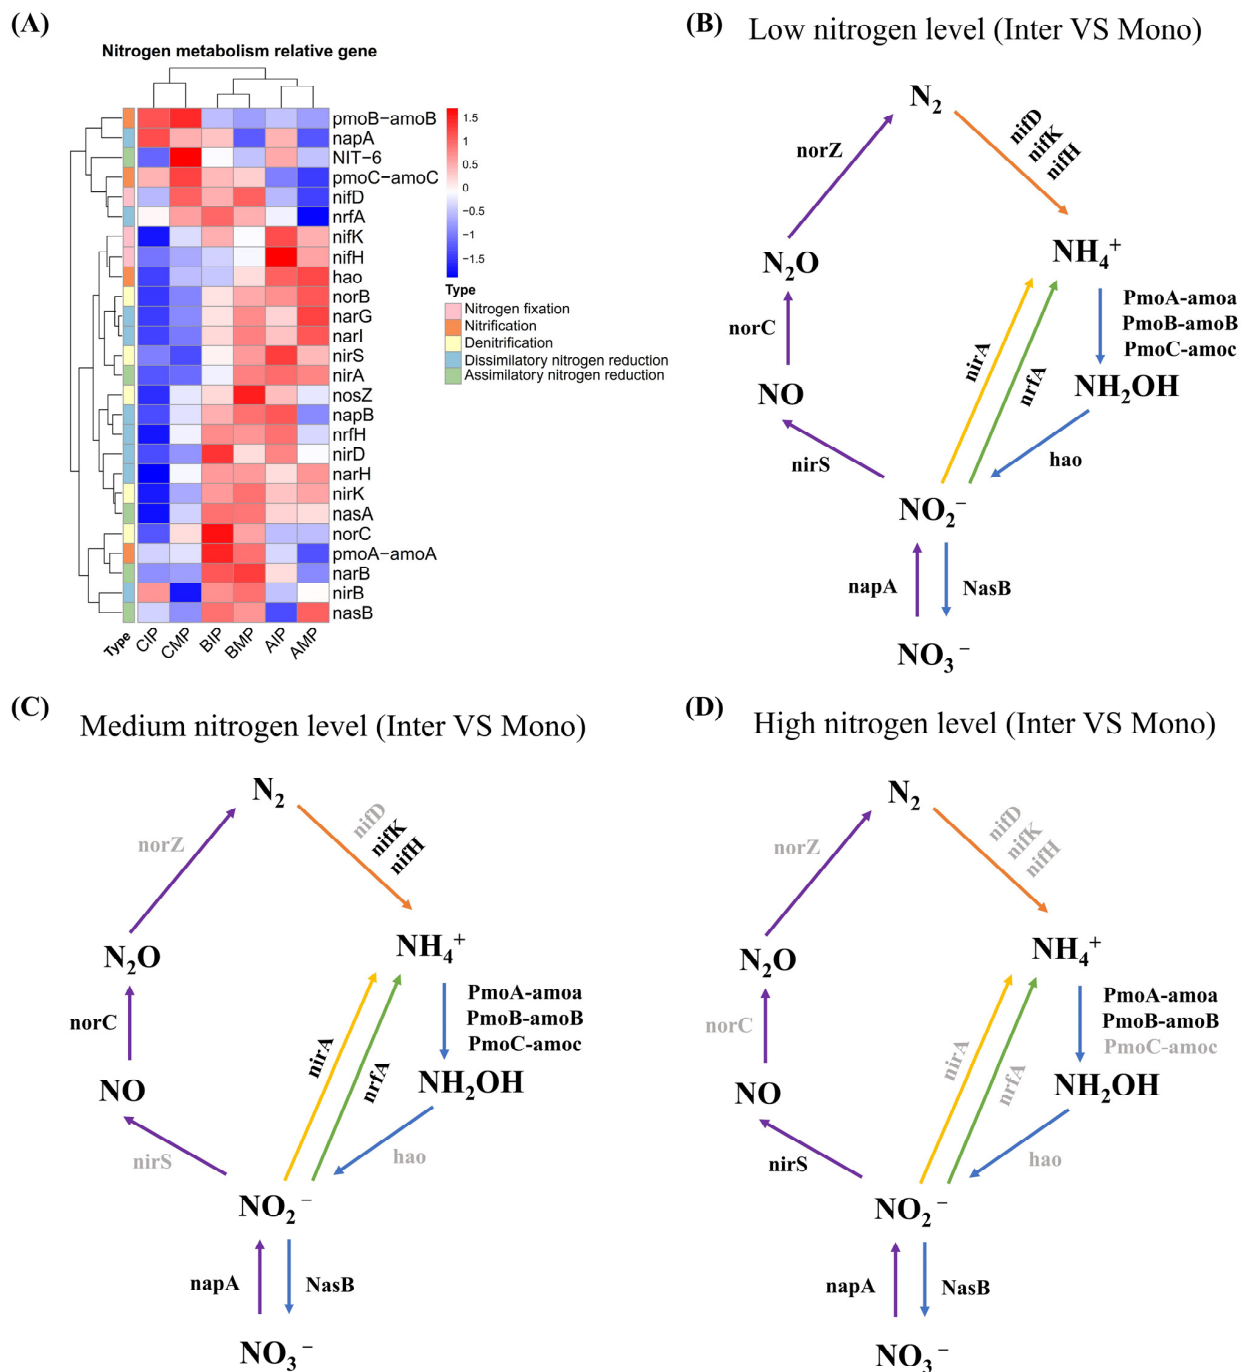 (A)
Nitrogen metabolism relative gene
pmoB−amoB
napA
NIT−6
pmoC−amoC
nifD
nrfA
nifK
nifH
hao
norB
narG
narI
nirS
nirA
nosZ
napB
nrfH
nirD
narH
nirK
nasA
norC
pmoA−amoA
narB
nirB
nasB
Type
CIP
CMP
BIP
BMP
AIP
AMP
1.5
1
0.5
0
−0.5
−1
−1.5
Type
Nitrogen fixation
Nitrification
Denitrification
Dissimilatory nitrogen reduction
Assimilatory nitrogen reduction
(B)
Low nitrogen level (Inter VS Mono)
N₂
norZ
nifD
nifK
nifH
N₂O
NH₄⁺
norC
PmoA-amoa
PmoB-amoB
PmoC-amoc
nirA
nrfA
NO
NH₂OH
nirS
hao
NO₂⁻
napA
NasB
NO₃⁻
(C)
Medium nitrogen level (Inter VS Mono)
N₂
norZ
nifD
nifK
nifH
N₂O
NH₄⁺
norC
PmoA-amoa
PmoB-amoB
PmoC-amoc
nirA
nrfA
NO
NH₂OH
nirS
hao
NO₂⁻
napA
NasB
NO₃⁻
(D)
High nitrogen level (Inter VS Mono)
N₂
norZ
nifD
nifK
nifH
N₂O
NH₄⁺
norC
PmoA-amoa
PmoB-amoB
PmoC-amoc
nirA
nrfA
NO
NH₂OH
nirS
hao
NO₂⁻
napA
NasB
NO₃⁻